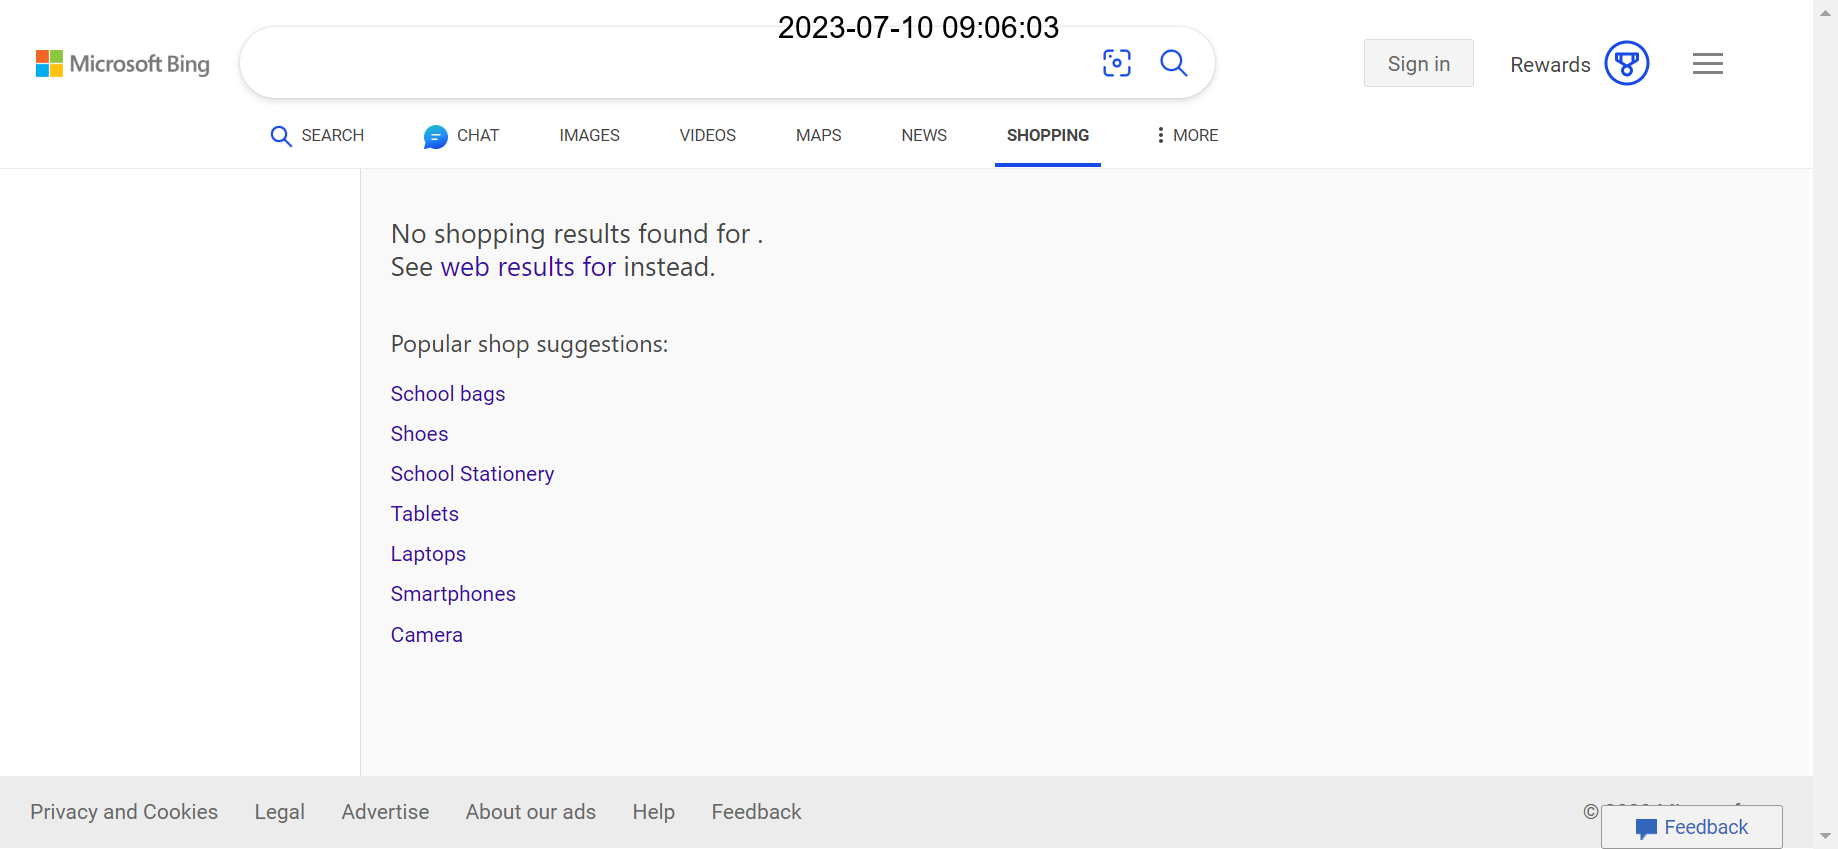 2023-07-10 09:06:03
Microsoft Bing
Sign in
Rewards
SEARCH
CHAT
IMAGES
VIDEOS
MAPS
NEWS
SHOPPING
MORE
No shopping results found for .
See web results for instead.
Popular shop suggestions:
School bags
Shoes
School Stationery
Tablets
Laptops
Smartphones
Camera
Privacy and Cookies
Legal
Advertise
About our ads
Help
Feedback
©
Feedback